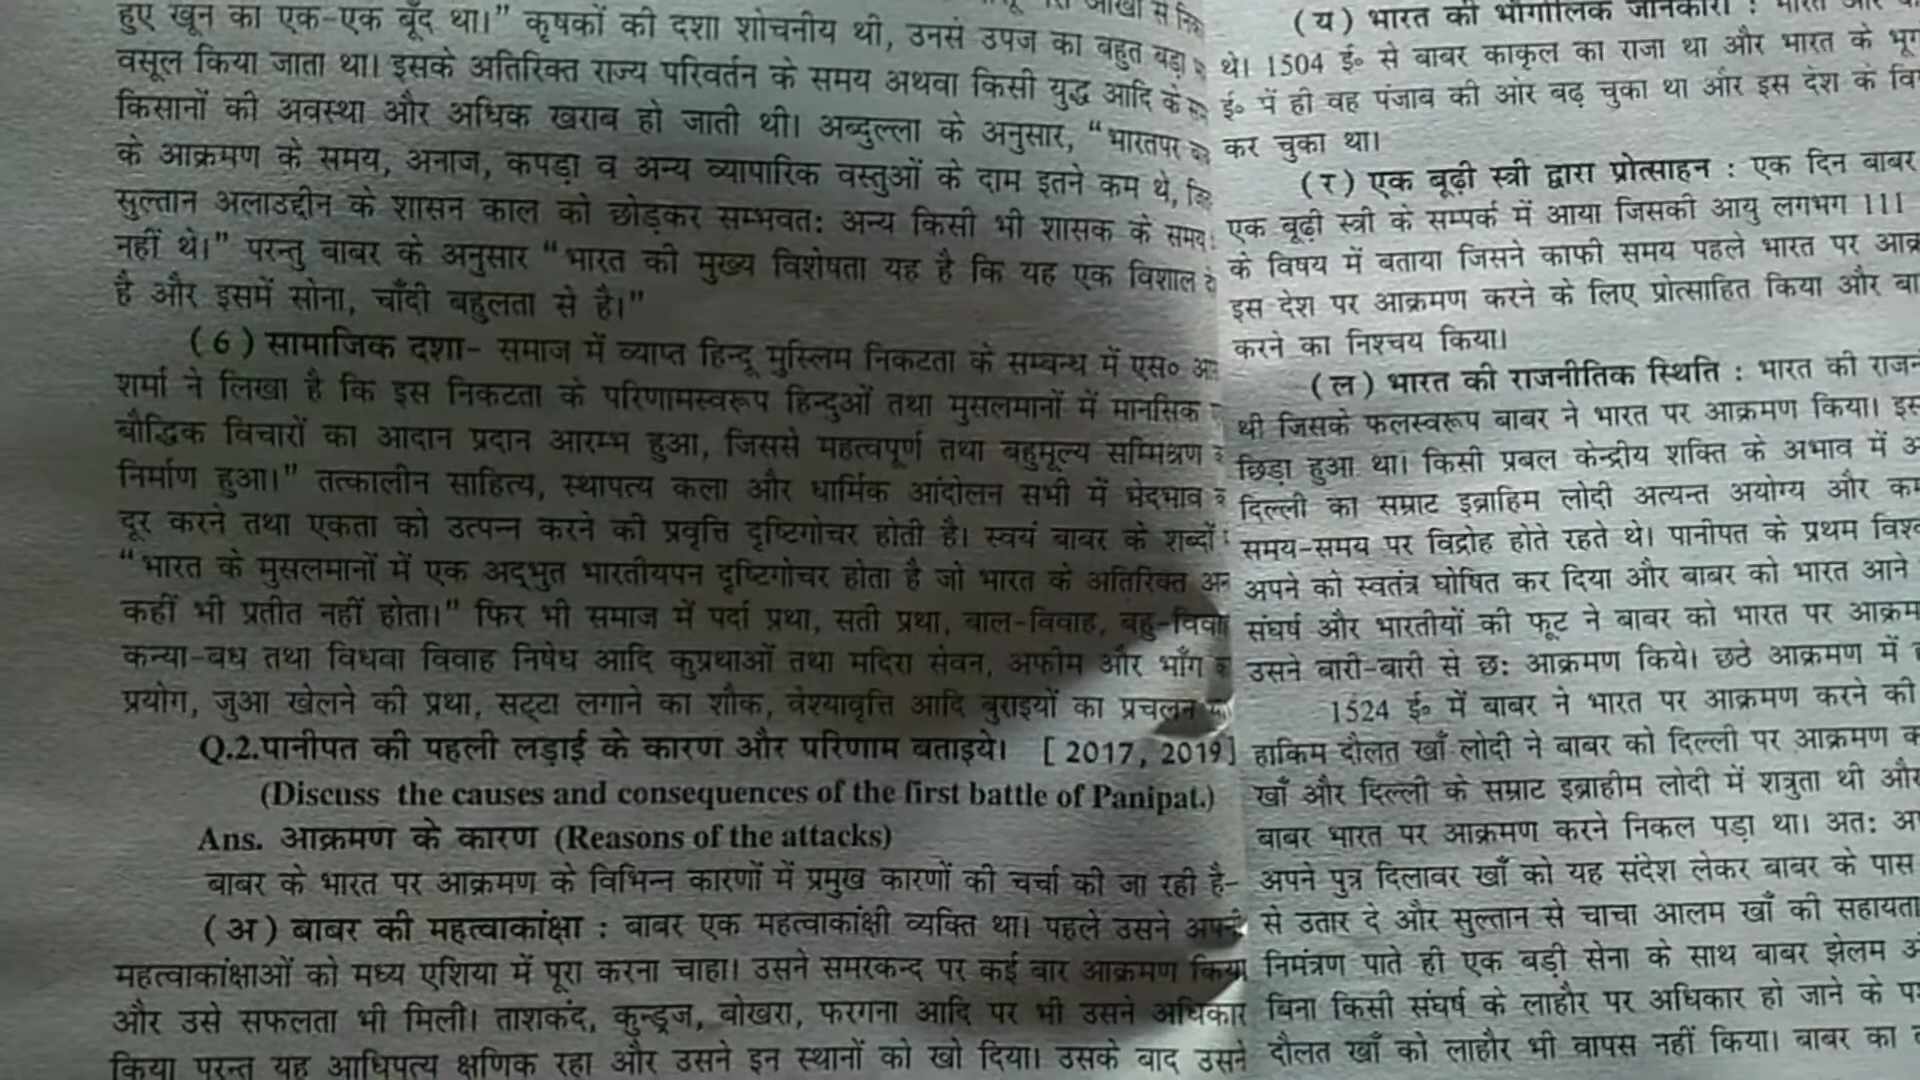 हुए खून का एक-एक बूँद था।” कृषकों की दशा शोचनीय थी, उनसे उपज का बहुत बड़ा
वसूल किया जाता था। इसके अतिरिक्त राज्य परिवर्तन के समय अथवा किसी युद्ध आदि के
किसानों की अवस्था और अधिक खराब हो जाती थी। अब्दुल्ला के अनुसार, “भारतपर
के आक्रमण के समय, अनाज, कपड़ा व अन्य व्यापारिक वस्तुओं के दाम इतने कम थे,
सुल्तान अलाउद्दीन के शासन काल को छोड़कर सम्भवतः अन्य किसी भी शासक के समय
नहीं थे।” परन्तु बाबर के अनुसार “भारत की मुख्य विशेषता यह है कि यह एक विशाल
है और इसमें सोना, चाँदी बहुलता से है।”
(6) सामाजिक दशा- समाज में व्याप्त हिन्दू मुस्लिम निकटता के सम्बन्ध में एस०
शर्मा ने लिखा है कि इस निकटता के परिणामस्वरूप हिन्दुओं तथा मुसलमानों में मानसिक
बौद्धिक विचारों का आदान प्रदान आरम्भ हुआ, जिससे महत्वपूर्ण तथा बहुमूल्य सम्मिश्रण
निर्माण हुआ।” तत्कालीन साहित्य, स्थापत्य कला और धार्मिक आंदोलन सभी में भेदभाव
दूर करने तथा एकता को उत्पन्न करने की प्रवृत्ति दृष्टिगोचर होती है। स्वयं बाबर के शब्दों
“भारत के मुसलमानों में एक अद्भुत भारतीयपन दृष्टिगोचर होता है जो भारत के अतिरिक्त
कहीं भी प्रतीत नहीं होता।” फिर भी समाज में पर्दा प्रथा, सती प्रथा, बाल-विवाह,
कन्या-बध तथा विधवा विवाह निषेध आदि कुप्रथाओं तथा मदिरा सेवन, अफीम और भाँग
प्रयोग, जुआ खेलने की प्रथा, सट्टा लगाने का शौक, वेश्यावृत्ति आदि बुराइयों का प्रचलन
Q.2.पानीपत की पहली लड़ाई के कारण और परिणाम बताइये। [2017, 2019]
(Discuss the causes and consequences of the first battle of Panipat.)
Ans. आक्रमण के कारण (Reasons of the attacks)
बाबर के भारत पर आक्रमण के विभिन्न कारणों में प्रमुख कारणों की चर्चा की जा रही है-
(अ) बाबर की महत्वाकांक्षा : बाबर एक महत्वाकांक्षी व्यक्ति था। पहले उसने अपनी
महत्वाकांक्षाओं को मध्य एशिया में पूरा करना चाहा। उसने समरकन्द पर कई बार आक्रमण किया
और उसे सफलता भी मिली। ताशकंद, कुन्ड्रज, बोखरा, फरगना आदि पर भी उसने अधिकार
किया परन्तु यह आधिपत्य क्षणिक रहा और उसने इन स्थानों को खो दिया। उसके बाद उसने
(य) भारत की भौगोलिक जानकारी :
थे। 1504 ई० से बाबर काकूल का राजा था और भारत के
ई० में ही वह पंजाब की ओर बढ़ चुका था और इस देश के
कर चुका था।
(र) एक बूढ़ी स्त्री द्वारा प्रोत्साहन : एक दिन बाबर
एक बूढ़ी स्त्री के सम्पर्क में आया जिसकी आयु लगभग 111
के विषय में बताया जिसने काफी समय पहले भारत पर
इस देश पर आक्रमण करने के लिए प्रोत्साहित किया और
करने का निश्चय किया।
(ल) भारत की राजनीतिक स्थिति : भारत की
थी जिसके फलस्वरूप बाबर ने भारत पर आक्रमण किया।
छिड़ा हुआ था। किसी प्रबल केन्द्रीय शक्ति के अभाव में
दिल्ली का सम्राट इब्राहिम लोदी अत्यन्त अयोग्य और
समय-समय पर विद्रोह होते रहते थे। पानीपत के प्रथम
अपने को स्वतंत्र घोषित कर दिया और बाबर को भारत आने
संघर्ष और भारतीयों की फूट ने बाबर को भारत पर
उसने बारी-बारी से छः आक्रमण किये। छठे आक्रमण में
1524 ई० में बाबर ने भारत पर आक्रमण करने की
हाकिम दौलत खाँ लोदी ने बाबर को दिल्ली पर आक्रमण
खाँ और दिल्ली के सम्राट इब्राहीम लोदी में शत्रुता थी और
बाबर भारत पर आक्रमण करने निकल पड़ा था। अतः
अपने पुत्र दिलावर खाँ को यह संदेश लेकर बाबर के पास
से उतार दे और सुल्तान से चाचा आलम खाँ की सहायता
निमंत्रण पाते ही एक बड़ी सेना के साथ बाबर झेलम
बिना किसी संघर्ष के लाहौर पर अधिकार हो जाने के
दौलत खाँ को लाहौर भी वापस नहीं किया। बाबर का